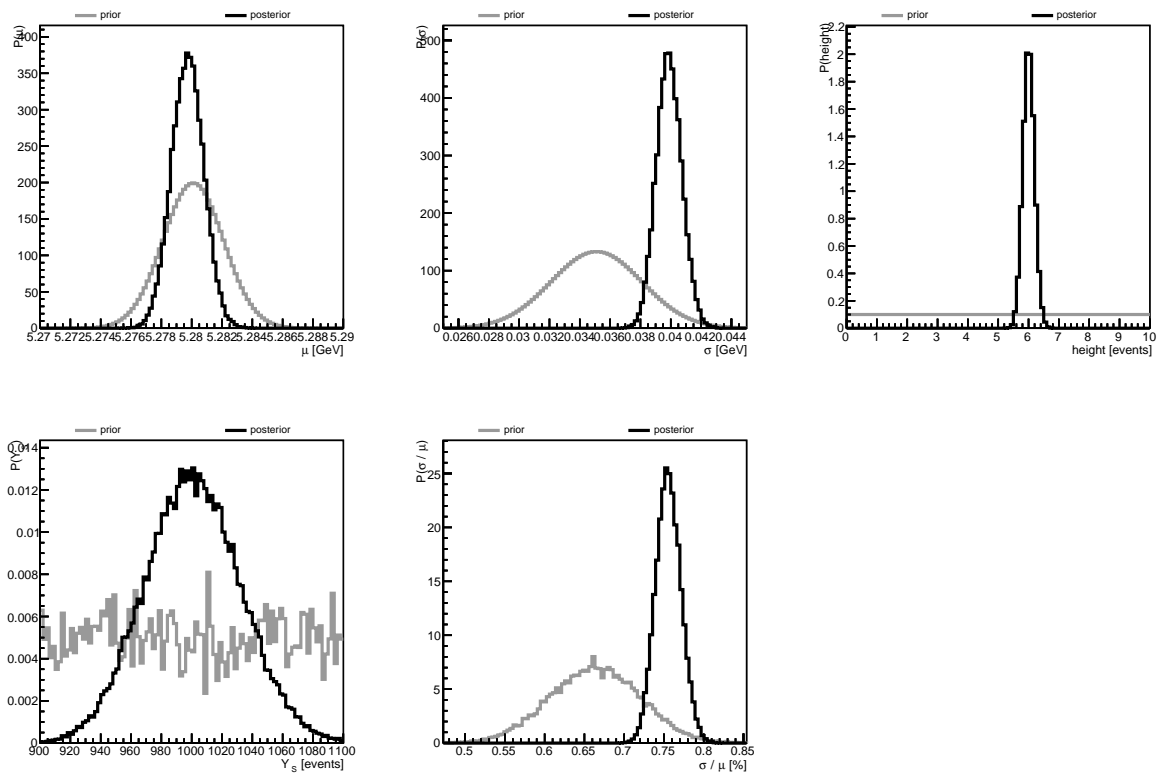 prior posterior
P(μ)
400
350
300
250
200
150
100
50
0
5.27 5.272 5.274 5.276 5.278 5.28 5.282 5.284 5.286 5.288 5.29
μ [GeV]
prior posterior
P(σ)
500
400
300
200
100
0
0.026 0.028 0.03 0.032 0.034 0.036 0.038 0.04 0.042 0.044
σ [GeV]
prior posterior
P(height)
2.2
2
1.8
1.6
1.4
1.2
1
0.8
0.6
0.4
0.2
0
0 1 2 3 4 5 6 7 8 9 10
height [events]
prior posterior
0.014
0.012
0.01
0.008
0.006
0.004
0.002
0
900 920 940 960 980 1000 1020 1040 1060 1080 1100
Y_S [events]
prior posterior
P(σ / μ)
25
20
15
10
5
0
0.5 0.55 0.6 0.65 0.7 0.75 0.8 0.85
σ / μ [%]